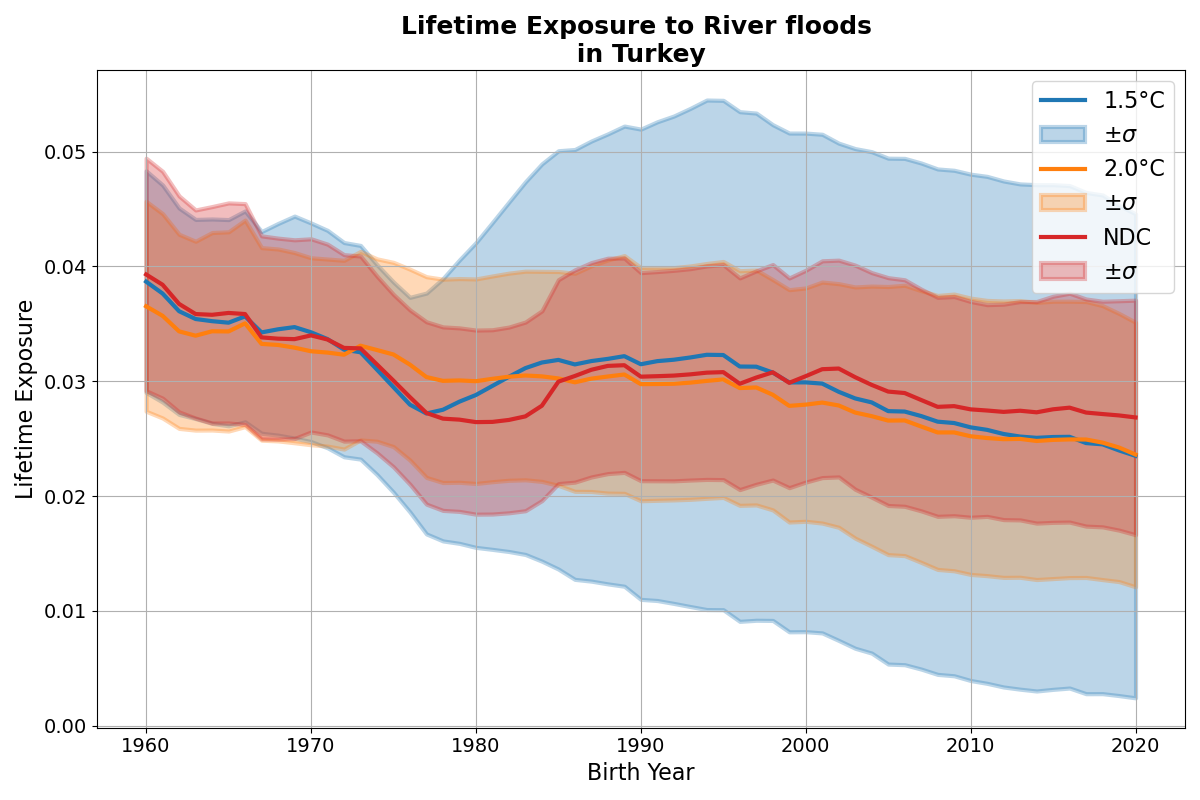 Lifetime Exposure to River floods
in Turkey
1.5°C
±σ
2.0°C
±σ
NDC
±σ
Lifetime Exposure
0.05
0.04
0.03
0.02
0.01
0.00
1960 1970 1980 1990 2000 2010 2020
Birth Year